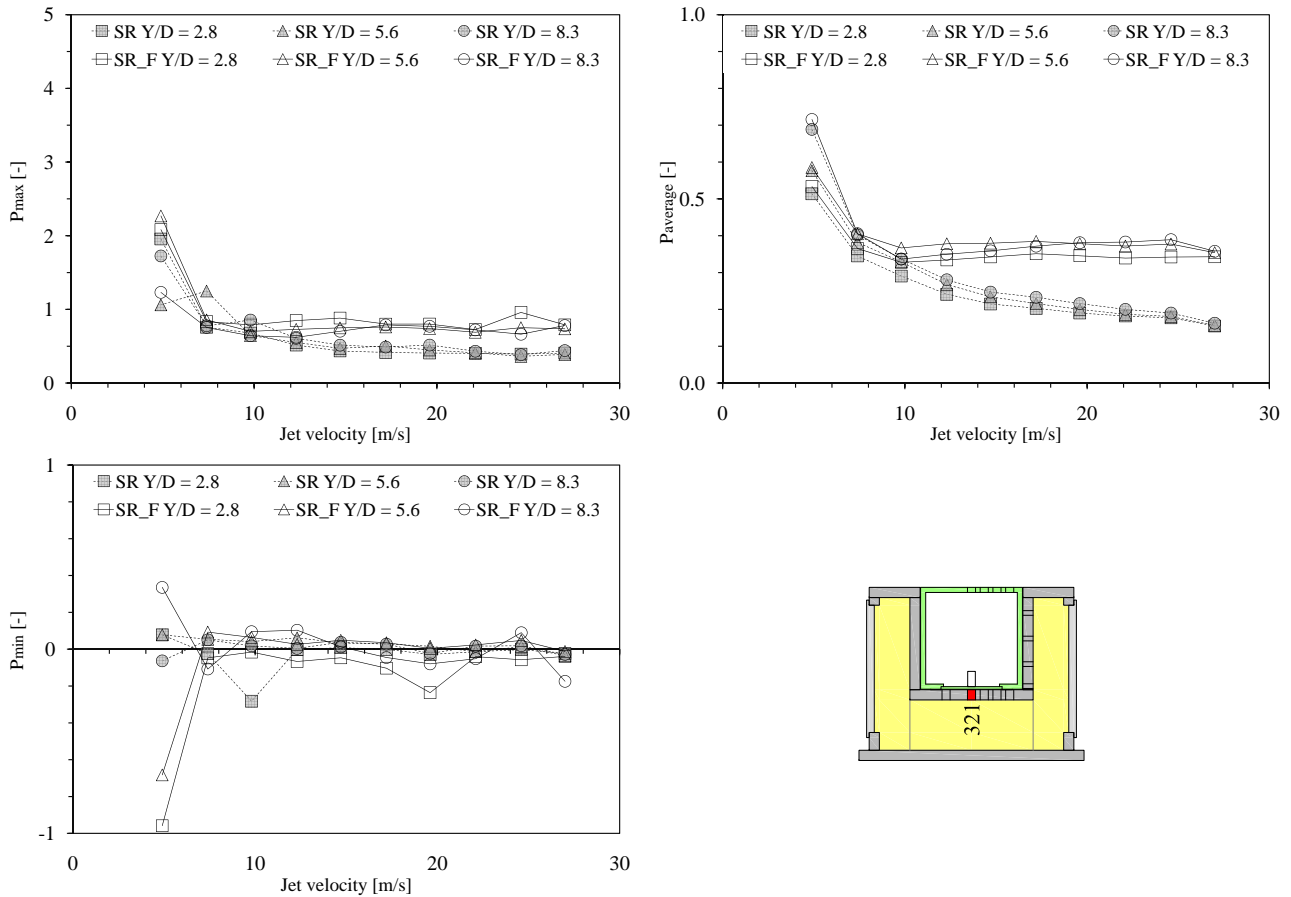 5
4
3
2
1
0
Pmax [-]
SR Y/D = 2.8 SR Y/D = 5.6 SR Y/D = 8.3
SR_F Y/D = 2.8 SR_F Y/D = 5.6 SR_F Y/D = 8.3
0 10 20 30
Jet velocity [m/s]
1.0
0.5
0.0
Paverage [-]
SR Y/D = 2.8 SR Y/D = 5.6 SR Y/D = 8.3
SR_F Y/D = 2.8 SR_F Y/D = 5.6 SR_F Y/D = 8.3
0 10 20 30
Jet velocity [m/s]
1
0
-1
Pmin [-]
SR Y/D = 2.8 SR Y/D = 5.6 SR Y/D = 8.3
SR_F Y/D = 2.8 SR_F Y/D = 5.6 SR_F Y/D = 8.3
0 10 20 30
Jet velocity [m/s]
321